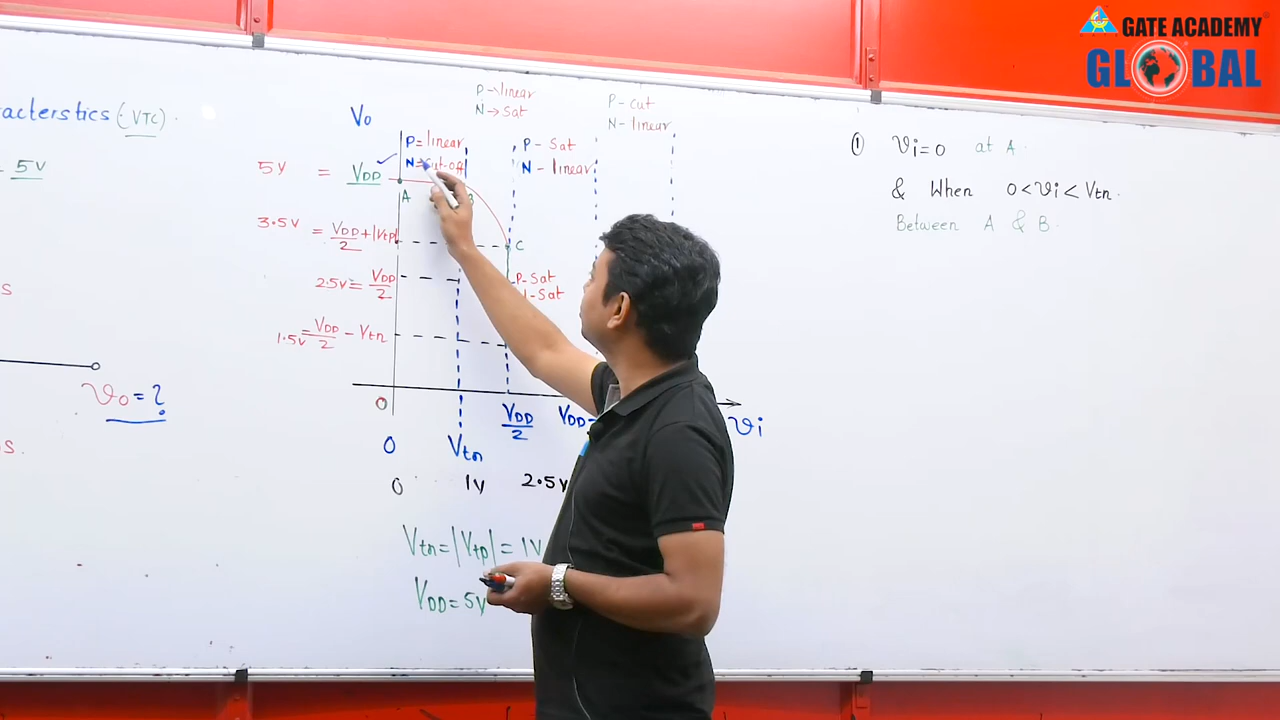 GATE ACADEMY
GLOBAL
acterstics (VTC).
5V
S
Vo = ?
s.
Vo
P → linear
N → Sat
P - cut
N - linear
P = linear
N = cut-off
P - Sat
N - linear
5V = VDD
A
B
3.5V = VDD/2 + |Vtp|
C
2.5V = VDD/2
P - Sat
- Sat
1.5V = VDD/2 - Vtn
0
0 Vtn VDD/2 VDD - Vi
0 1V 2.5V
Vtn = |Vtp| = 1V
VDD = 5V
① Vi = 0 at A.
& When 0 < Vi < Vtn.
Between A & B.